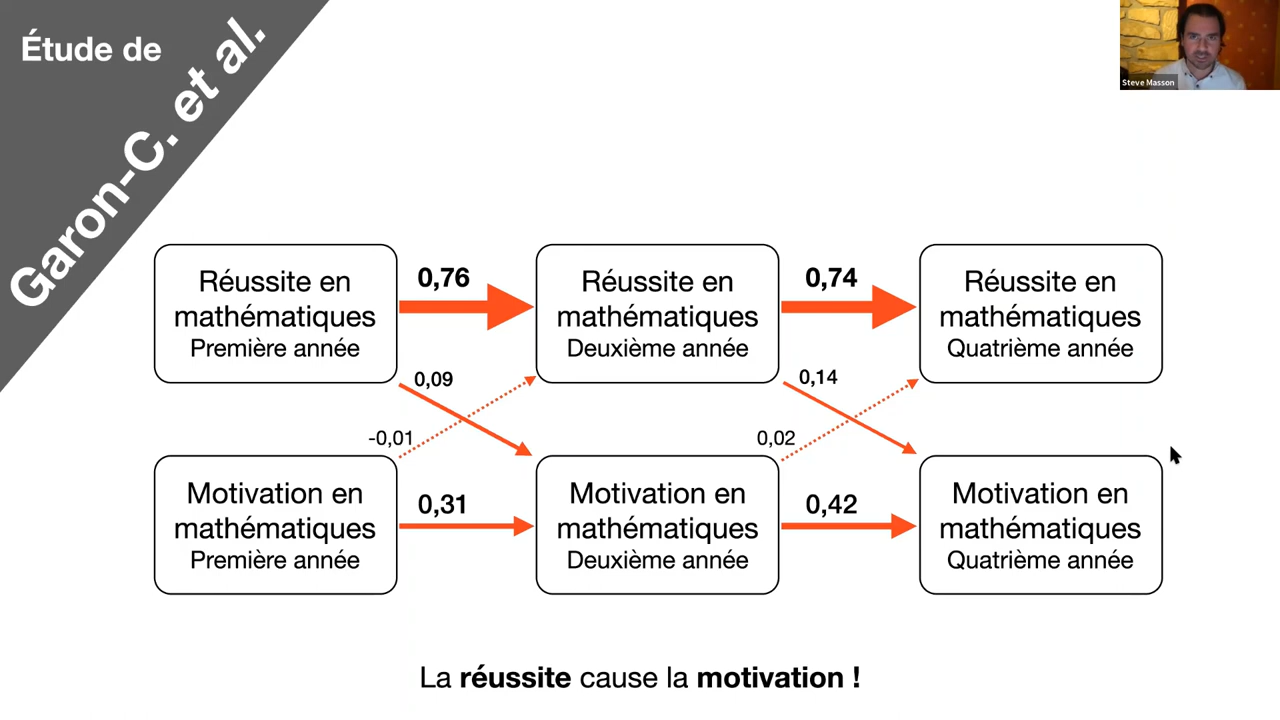 Étude de
Garon-C. et al.
Steve Masson
Réussite en
mathématiques
Première année
0,76
Réussite en
mathématiques
Deuxième année
0,74
Réussite en
mathématiques
Quatrième année
0,09
-0,01
0,14
0,02
Motivation en
mathématiques
Première année
0,31
Motivation en
mathématiques
Deuxième année
0,42
Motivation en
mathématiques
Quatrième année
La réussite cause la motivation !